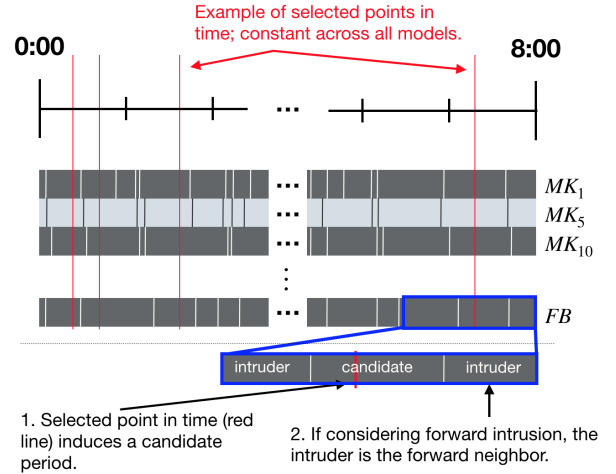 Example of selected points in
time; constant across all models.
0:00
8:00
...
MK1
...
MK5
...
MK10
...
...
FB
intruder candidate intruder
1. Selected point in time (red
line) induces a candidate
period.
2. If considering forward intrusion, the
intruder is the forward neighbor.